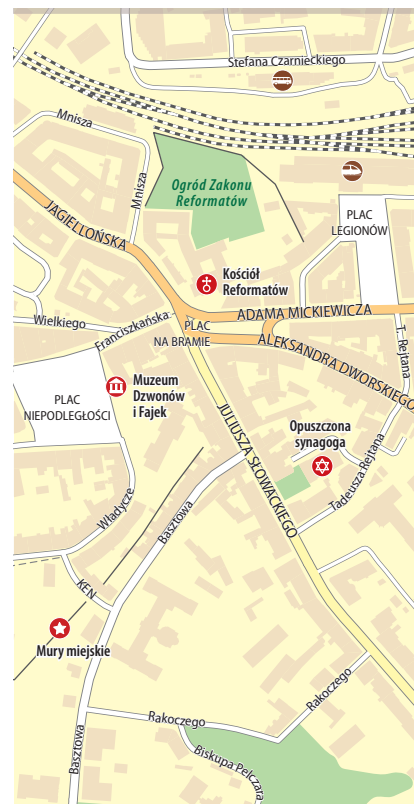 Stefana Czarnieckiego
Mnisza
Mnisza
Ogród Zakonu
Reformatów
JAGIELLOŃSKA
PLAC
LEGIONÓW
Kościół
Reformatów
ADAMA MICKIEWICZA
Wielkiego
Franciszkańska
PLAC
NA BRAMIE
ALEKSANDRA DWORSKIEGO
T. Rejtana
Muzeum
Dzwonów
i Fajek
PLAC
NIEPODLEGŁOŚCI
JULIUSZA SŁOWACKIEGO
Opuszczona
synagoga
Tadeusza Rejtana
Władycze
Basztowa
KEN
Mury miejskie
Rakoczego
Rakoczego
Basztowa
Biskupa Pelczara